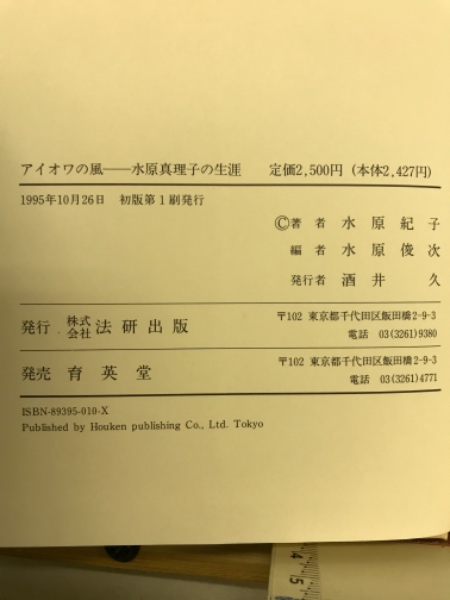 アイオワの風――水原真理子の生涯　定価2,500円 (本体2,427円)
1995年10月26日　初版第1刷発行
©著者　水原紀子
編者　水原俊次
発行者　酒井久
発行　株式会社　法研出版　〒102 東京都千代田区飯田橋2-9-3
電話　03(3261)9380
発売　育英堂　〒102 東京都千代田区飯田橋2-9-3
電話　03(3261)4771
ISBN-89395-010-X
Published by Houken publishing Co., Ltd. Tokyo
4
5